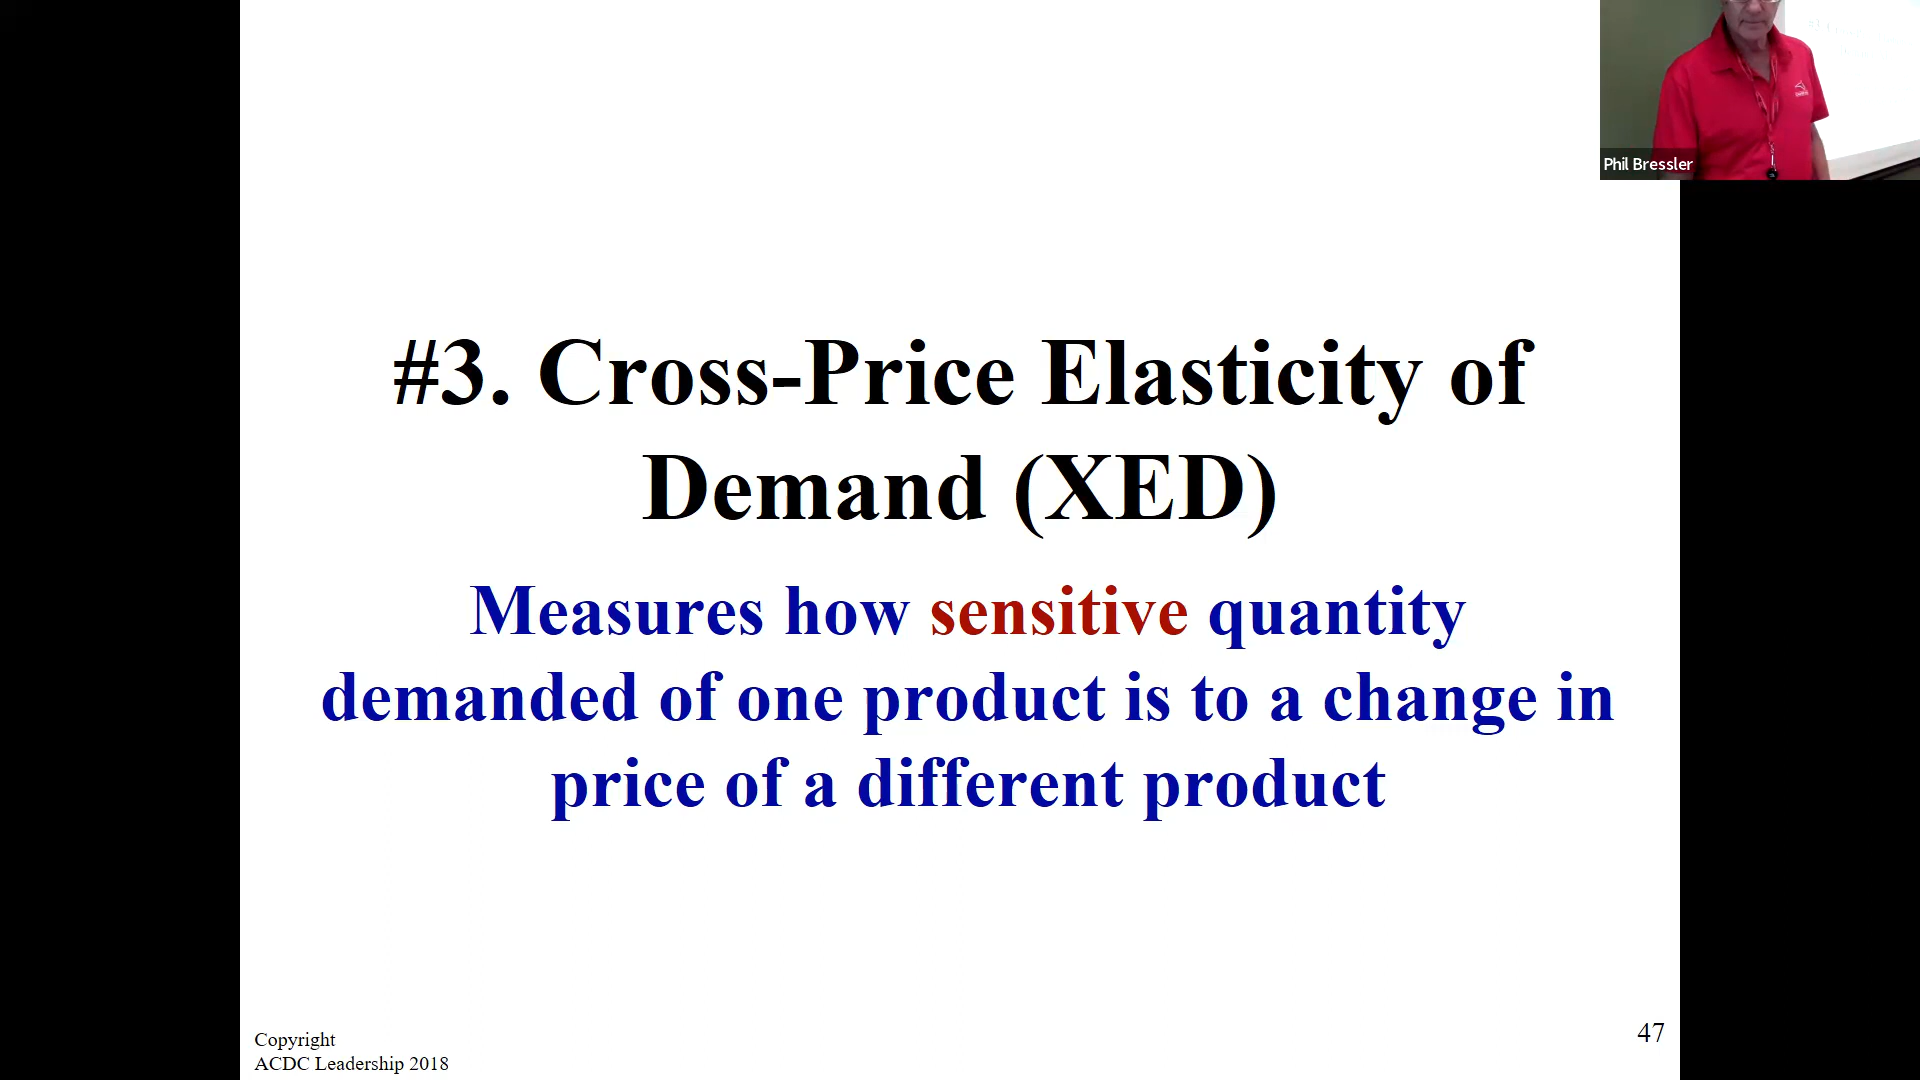 Phil Bressler
#3. Cross-Price Elasticity of
Demand (XED)
Measures how sensitive quantity
demanded of one product is to a change in
price of a different product
Copyright
ACDC Leadership 2018
47